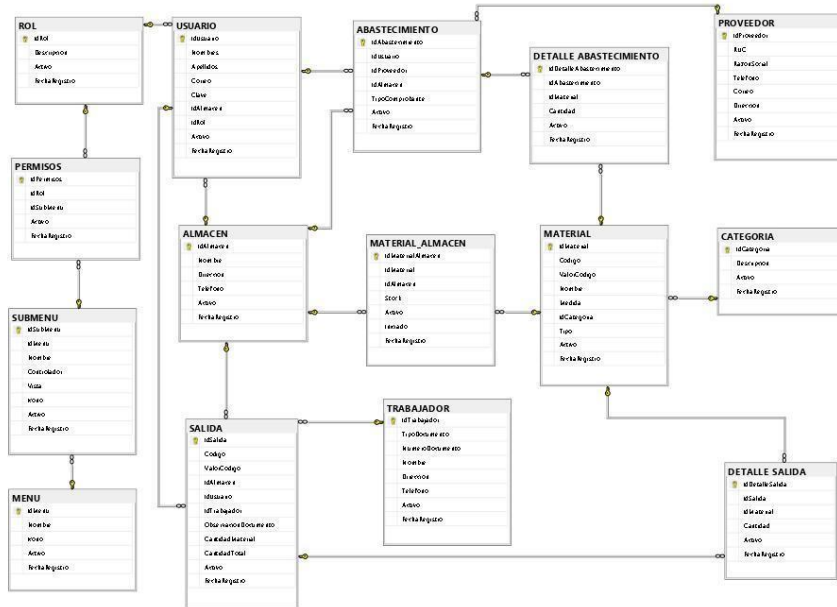 ROL
IdRol
Descripcion
Activo
FechaRegistro
USUARIO
IdUsuario
Nombres
Apellidos
Correo
Clave
IdAlmacen
IdRol
Activo
FechaRegistro
ABASTECIMIENTO
IdAbastecimiento
IdUsuario
IdProveedor
IdAlmacen
TipoComprobante
Activo
FechaRegistro
DETALLE ABASTECIMIENTO
IdDetalleAbastecimiento
IdAbastecimiento
IdMaterial
Cantidad
Activo
FechaRegistro
PROVEEDOR
IdProveedor
RUC
RazonSocial
Telefono
Correo
Direccion
Activo
FechaRegistro
PERMISOS
IdPermisos
IdRol
IdSubMenu
Activo
FechaRegistro
ALMACEN
IdAlmacen
Nombre
Direccion
Telefono
Activo
FechaRegistro
MATERIAL_ALMACEN
IdMaterialAlmacen
IdMaterial
IdAlmacen
Stock
Activo
Iniciado
FechaRegistro
MATERIAL
IdMaterial
Codigo
ValorCodigo
Nombre
Medida
IdCategoria
Tipo
Activo
FechaRegistro
CATEGORIA
IdCategoria
Descripcion
Activo
FechaRegistro
SUBMENU
IdSubMenu
IdMenu
Nombre
Controlador
Vista
Icono
Activo
FechaRegistro
MENU
IdMenu
Nombre
Icono
Activo
FechaRegistro
SALIDA
IdSalida
Codigo
ValorCodigo
IdAlmacen
IdUsuario
IdTrabajador
CantidadMaterial
CantidadTotal
Activo
FechaRegistro
TRABAJADOR
IdTrabajador
TipoDocumento
NumeroDocumento
Nombre
Direccion
Telefono
Activo
FechaRegistro
DETALLE SALIDA
IdDetalleSalida
IdSalida
IdMaterial
Cantidad
Activo
FechaRegistro